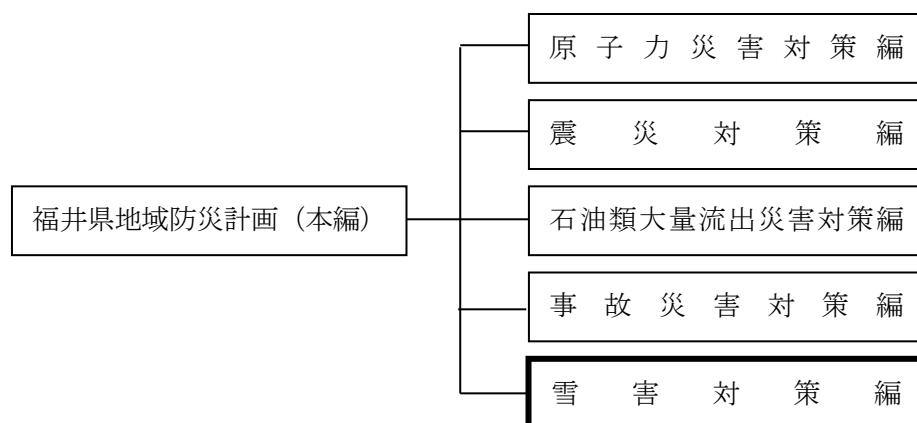 原子力災害対策編
震災対策編
福井県地域防災計画（本編）
石油類大量流出災害対策編
事故災害対策編
雪害対策編